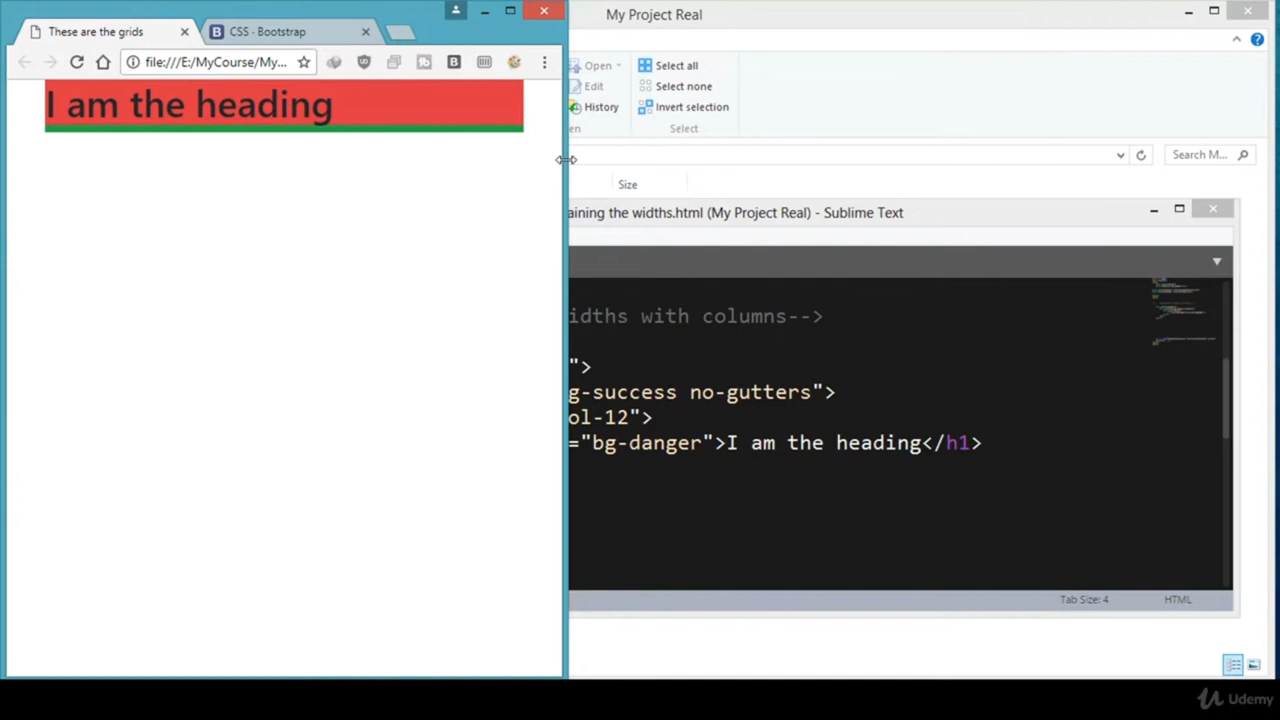 These are the grids
CSS · Bootstrap
file:///E:/MyCourse/My...
I am the heading
My Project Real
Open
Edit
History
en
Select all
Select none
Invert selection
Select
Search M...
Size
aining the widths.html (My Project Real) - Sublime Text
idths with columns-->
">
g-success no-gutters">
ol-12">
="bg-danger">I am the heading</h1>
Tab Size: 4
HTML
Udemy